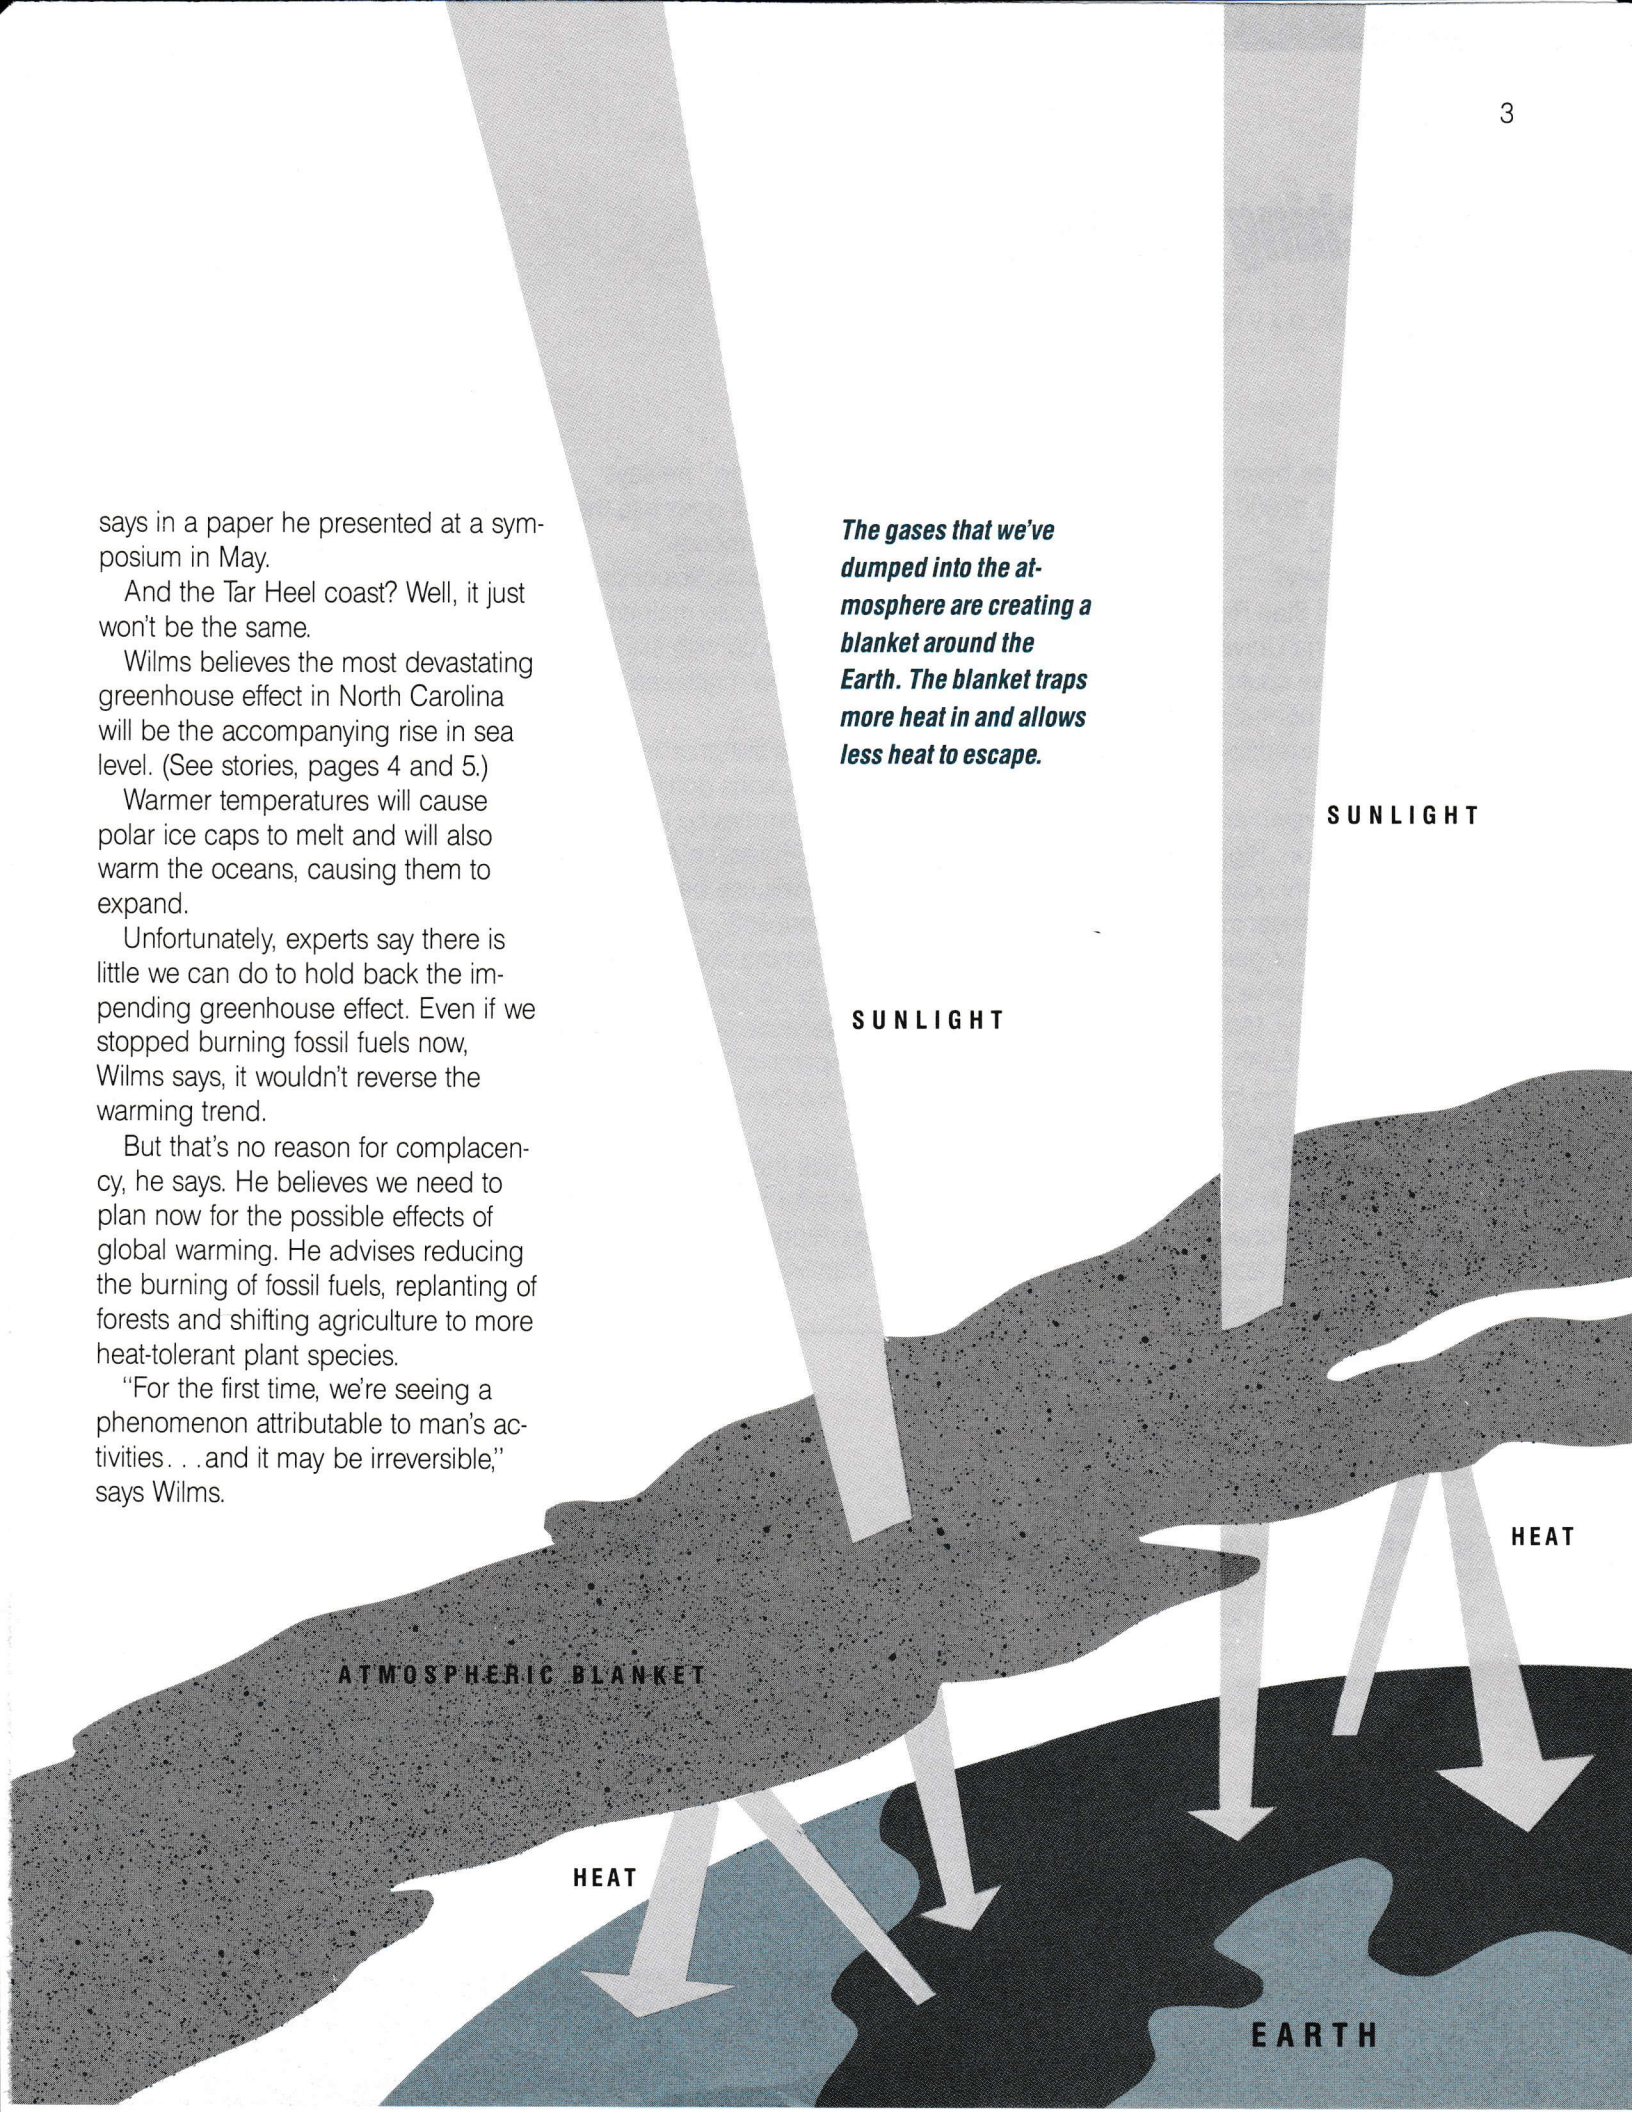 3
says in a paper he presented at a sym-
posium in May.
And the Tar Heel coast? Well, it just
won't be the same.
Wilms believes the most devastating
greenhouse effect in North Carolina
will be the accompanying rise in sea
level. (See stories, pages 4 and 5.)
Warmer temperatures will cause
polar ice caps to melt and will also
warm the oceans, causing them to
expand.
Unfortunately, experts say there is
little we can do to hold back the im-
pending greenhouse effect. Even if we
stopped burning fossil fuels now,
Wilms says, it wouldn't reverse the
warming trend.
But that's no reason for complacen-
cy, he says. He believes we need to
plan now for the possible effects of
global warming. He advises reducing
the burning of fossil fuels, replanting of
forests and shifting agriculture to more
heat-tolerant plant species.
"For the first time, we're seeing a
phenomenon attributable to man's ac-
tivities. . .and it may be irreversible,"
says Wilms.
The gases that we've
dumped into the at-
mosphere are creating a
blanket around the
Earth. The blanket traps
more heat in and allows
less heat to escape.
SUNLIGHT
SUNLIGHT
HEAT
ATMOSPHERIC BLANKET
HEAT
EARTH